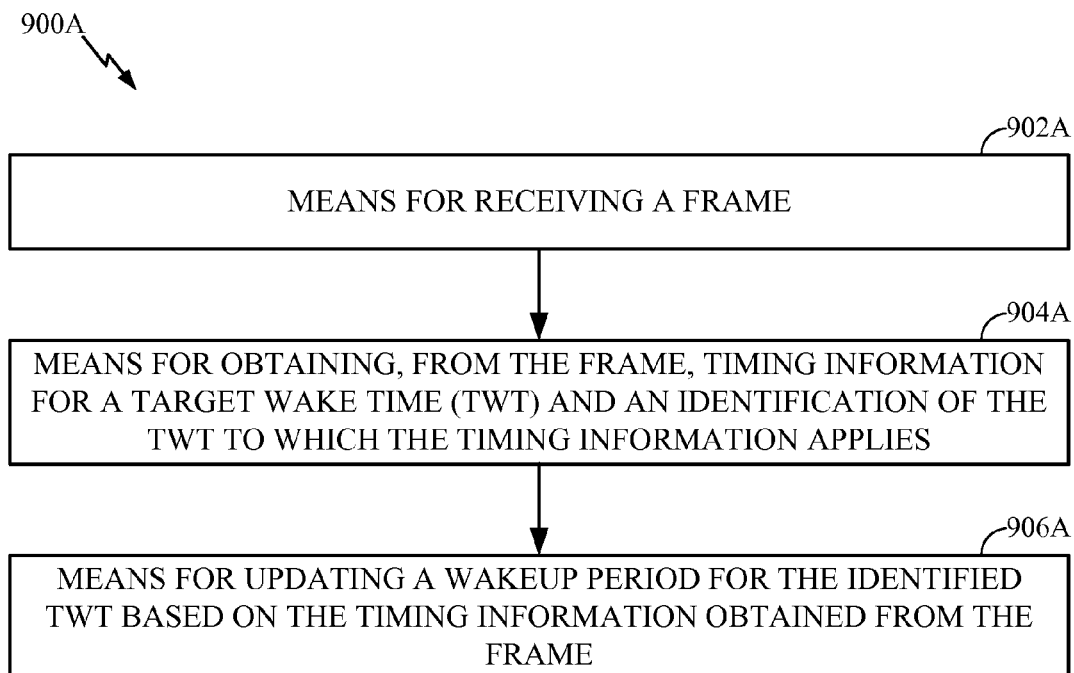 900A
902A
MEANS FOR RECEIVING A FRAME
904A
MEANS FOR OBTAINING, FROM THE FRAME, TIMING INFORMATION
FOR A TARGET WAKE TIME (TWT) AND AN IDENTIFICATION OF THE
TWT TO WHICH THE TIMING INFORMATION APPLIES
906A
MEANS FOR UPDATING A WAKEUP PERIOD FOR THE IDENTIFIED
TWT BASED ON THE TIMING INFORMATION OBTAINED FROM THE
FRAME